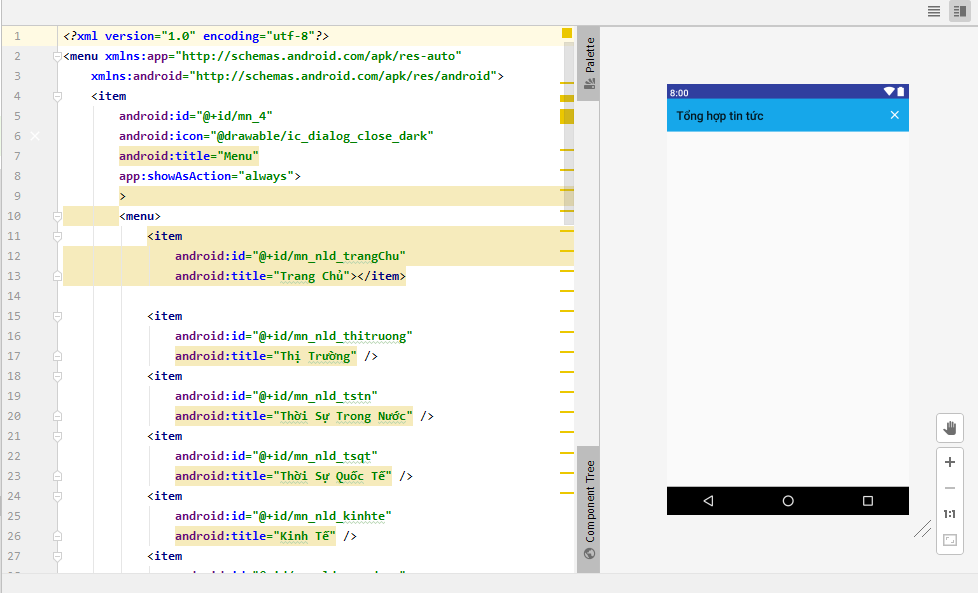 1 <?xml version="1.0" encoding="utf-8"?>
2 <menu xmlns:app="http://schemas.android.com/apk/res-auto"
3 xmlns:android="http://schemas.android.com/apk/res/android">
4 <item
5 android:id="@+id/mn_4"
6 android:icon="@drawable/ic_dialog_close_dark"
7 android:title="Menu"
8 app:showAsAction="always">
9 >
10 <menu>
11 <item
12 android:id="@+id/mn_nld_trangChu"
13 android:title="Trang Chủ"></item>
14
15 <item
16 android:id="@+id/mn_nld_thitruong"
17 android:title="Thị Trường" />
18 <item
19 android:id="@+id/mn_nld_tstn"
20 android:title="Thời Sự Trong Nước" />
21 <item
22 android:id="@+id/mn_nld_tsqt"
23 android:title="Thời Sự Quốc Tế" />
24 <item
25 android:id="@+id/mn_nld_kinhte"
26 android:title="Kinh Tế" />
27 <item
Palette
Component Tree
8:00
Tổng hợp tin tức
1:1